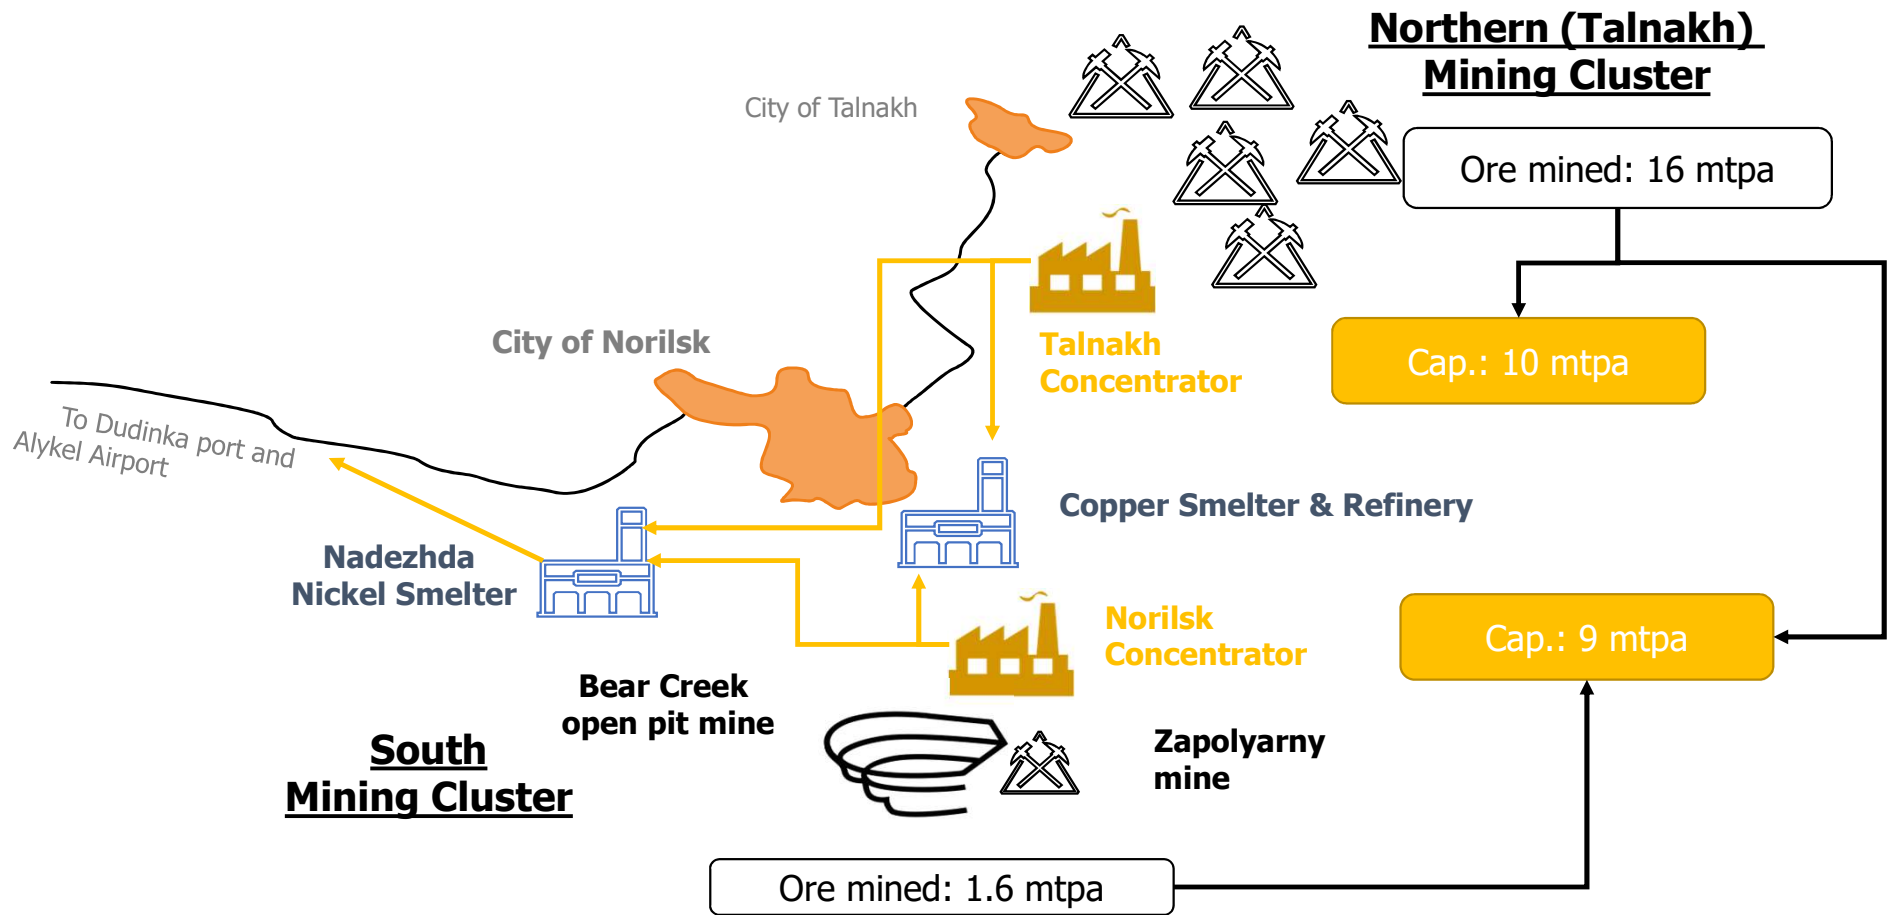 Northern (Talnakh)
Mining Cluster
City of Talnakh
Ore mined: 16 mtpa
City of Norilsk
Talnakh
Concentrator
Cap.: 10 mtpa
To Dudinka port and
Alykel Airport
Copper Smelter & Refinery
Nadezhda
Nickel Smelter
Norilsk
Concentrator
Cap.: 9 mtpa
Bear Creek
open pit mine
Zapolyarny
mine
South
Mining Cluster
Ore mined: 1.6 mtpa